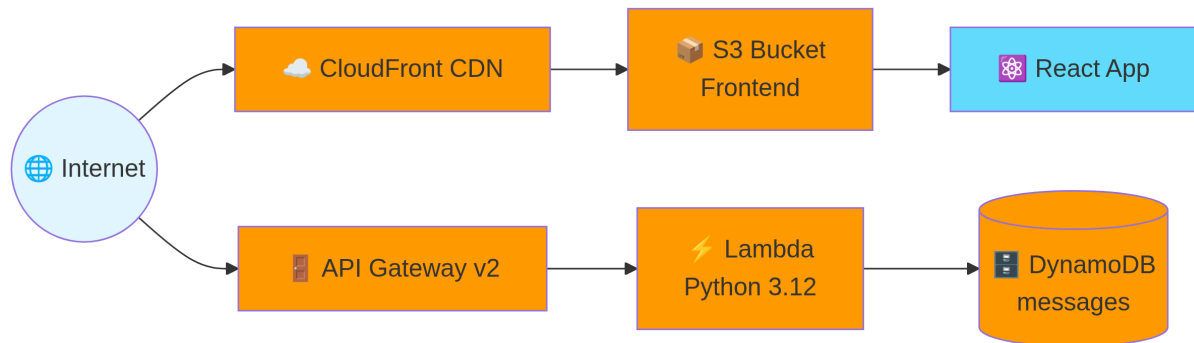 🌐 Internet
☁️ CloudFront CDN
📦 S3 Bucket
Frontend
⚛️ React App
🚪 API Gateway v2
⚡ Lambda
Python 3.12
🗄️ DynamoDB
messages